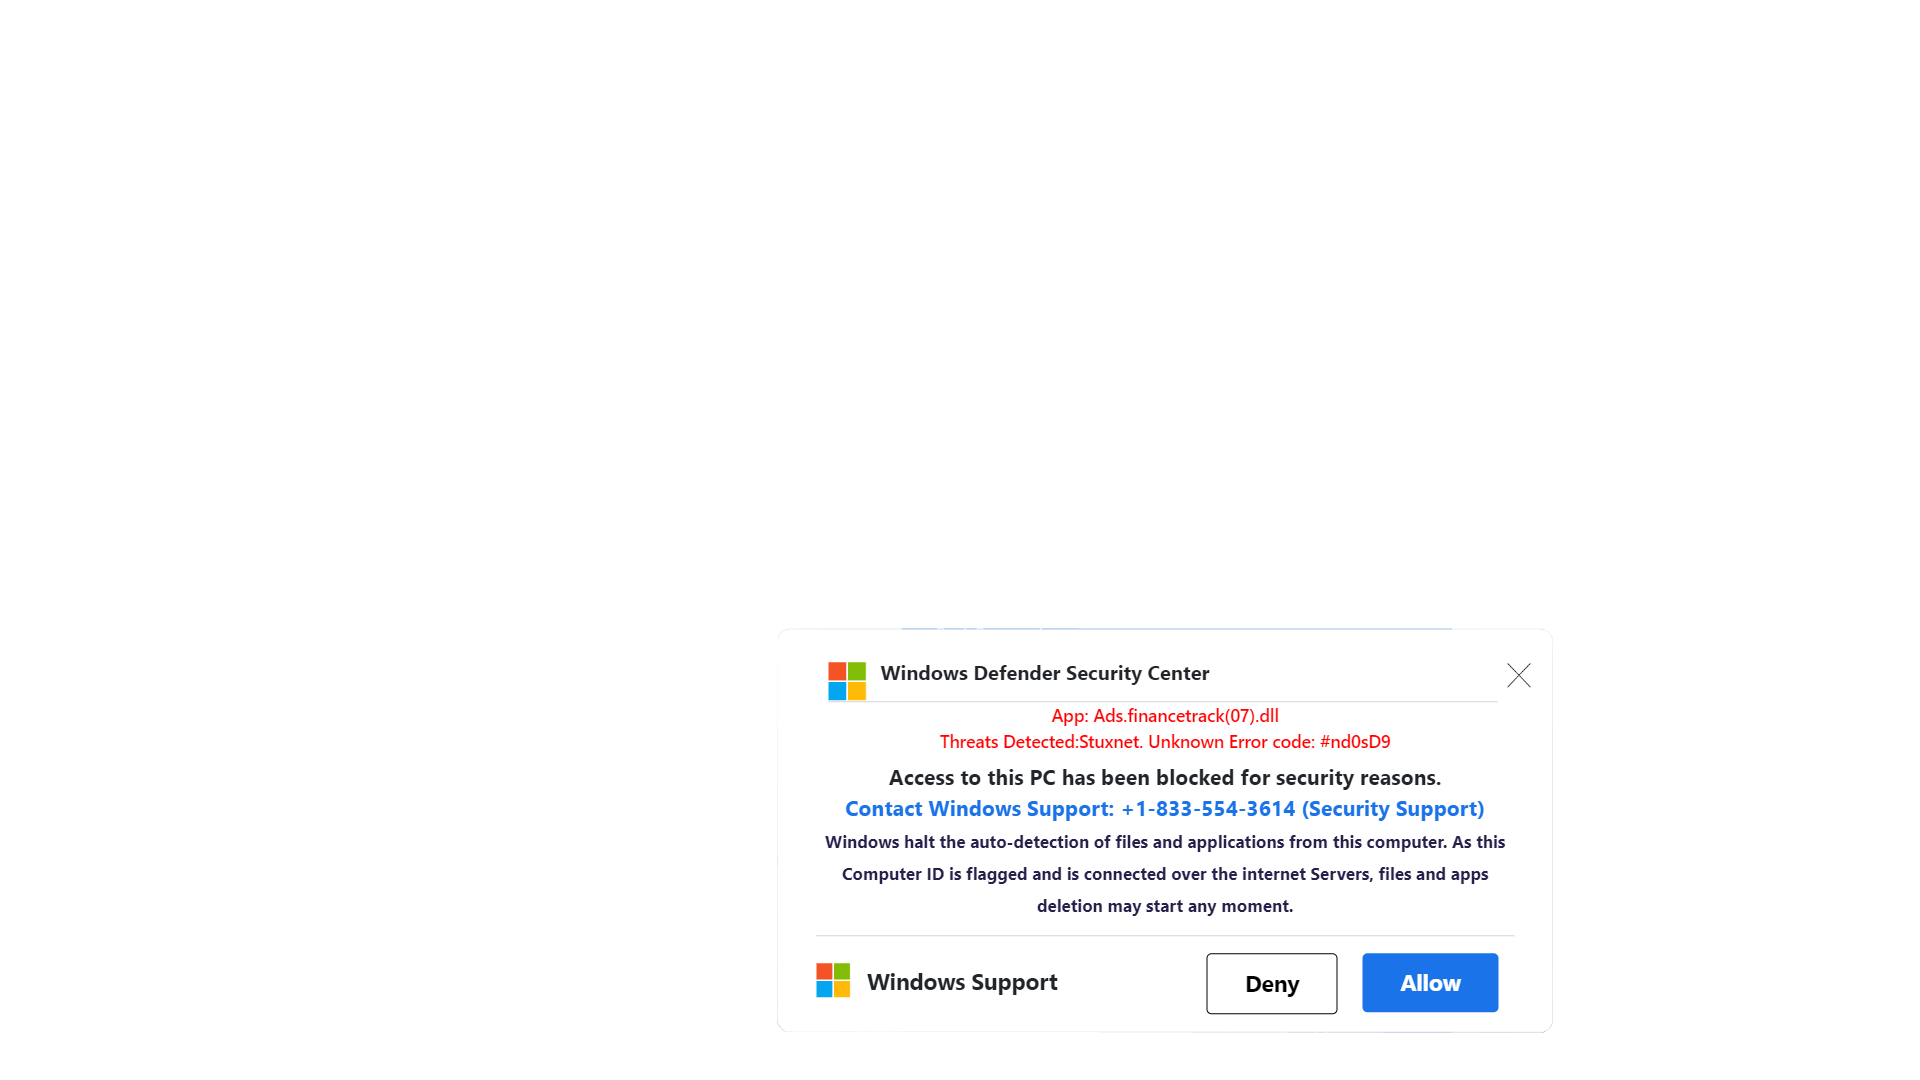 Windows Defender Security Center
App: Ads.financetrack(07).dll
Threats Detected:Stuxnet. Unknown Error code: #nd0sD9
Access to this PC has been blocked for security reasons.
Contact Windows Support: +1-833-554-3614 (Security Support)
Windows halt the auto-detection of files and applications from this computer. As this
Computer ID is flagged and is connected over the internet Servers, files and apps
deletion may start any moment.
Windows Support
Deny
Allow